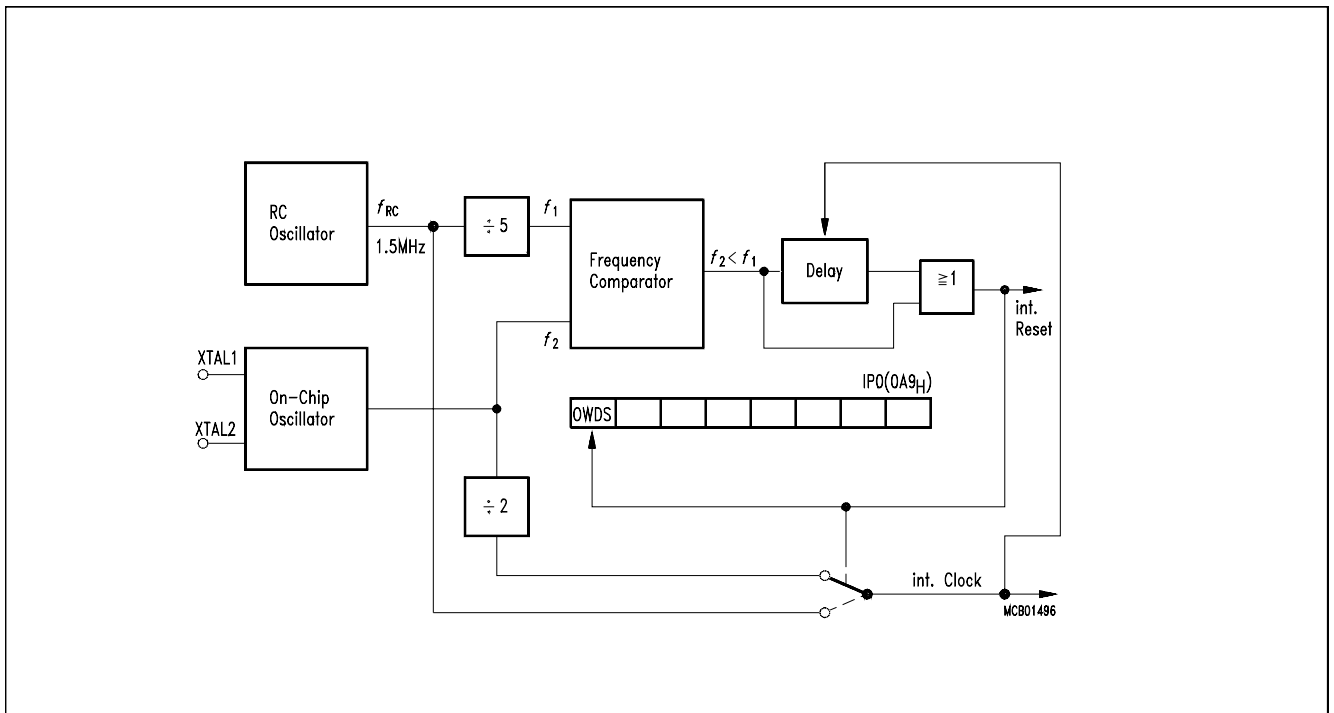 RC
Oscillator
fRC
1.5MHz
÷ 5
f1
Frequency
Comparator
f2
f2< f1
Delay
≧1
int.
Reset
XTAL1
XTAL2
On-Chip
Oscillator
IP0(0A9H)
OWDS
÷ 2
int. Clock
MCB01496